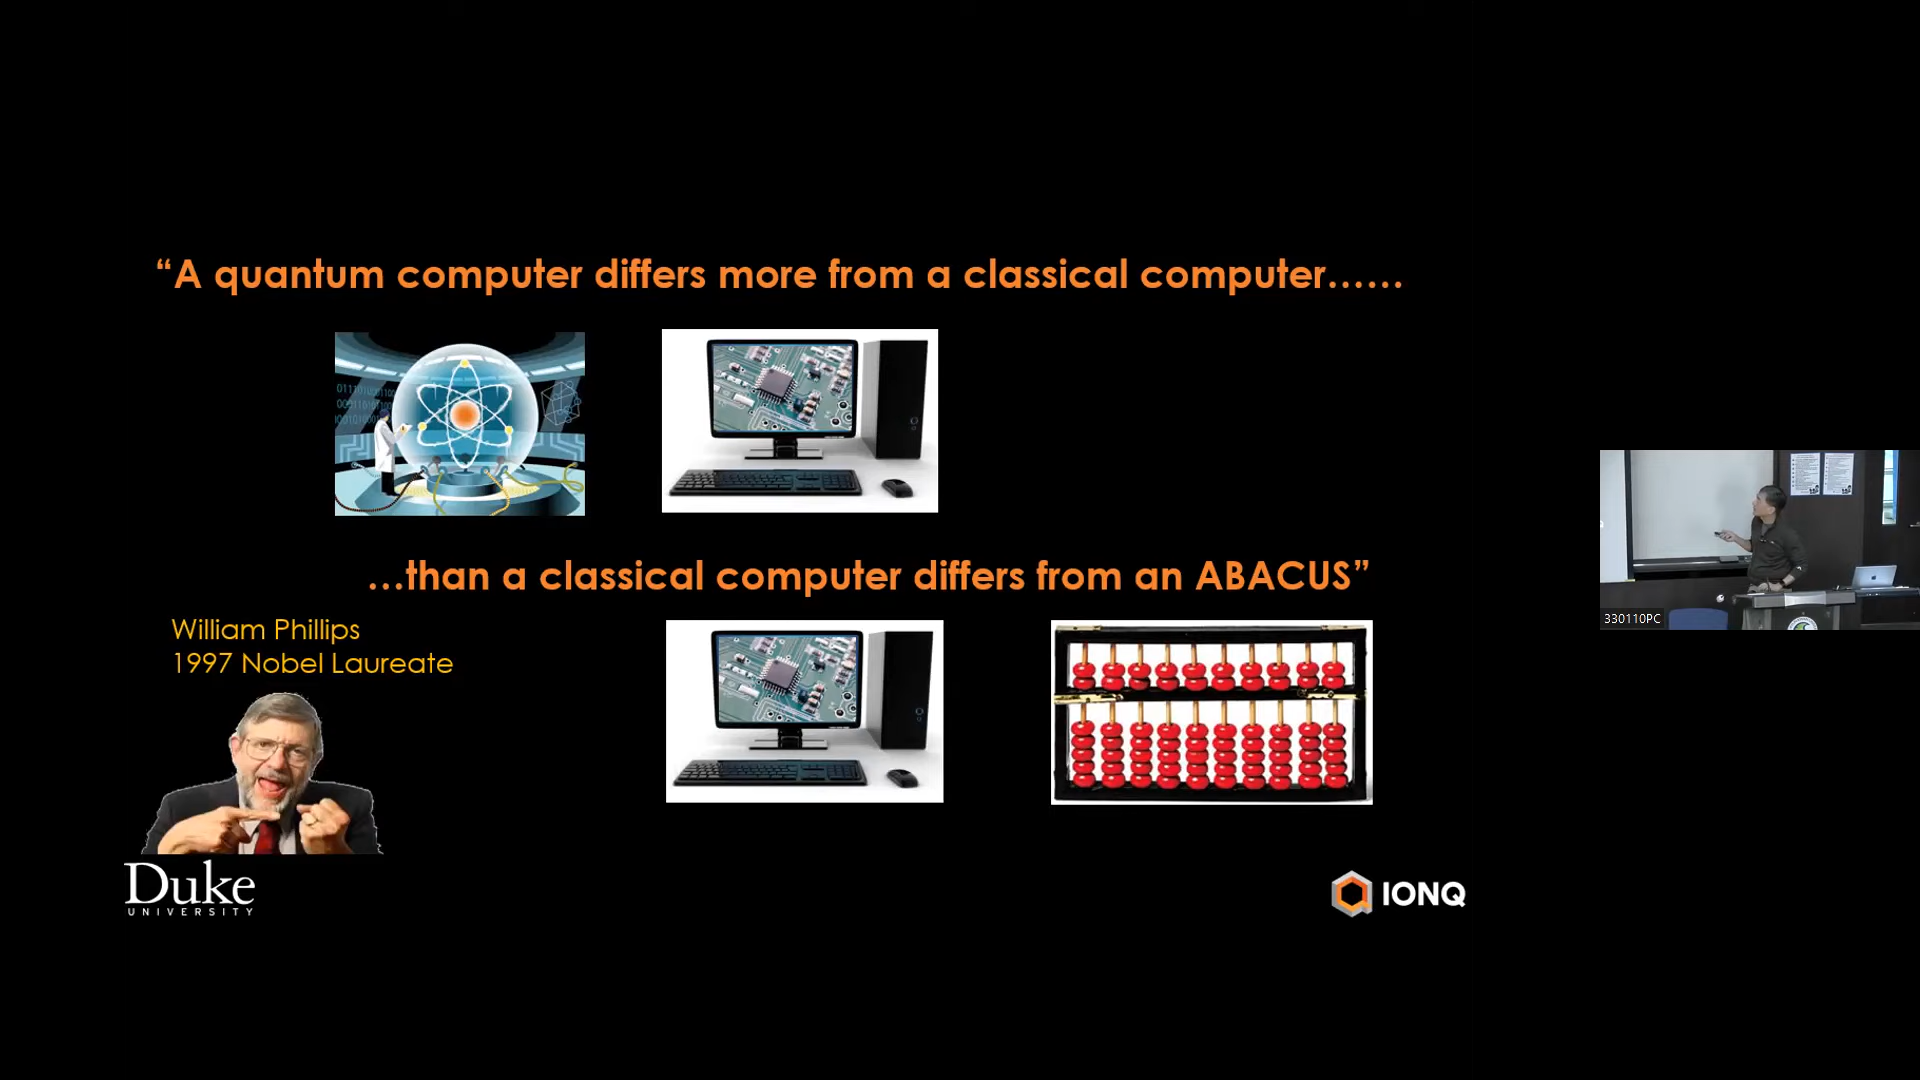 “A quantum computer differs more from a classical computer……
…than a classical computer differs from an ABACUS”
William Phillips
1997 Nobel Laureate
Duke
UNIVERSITY
IONQ
330110PC